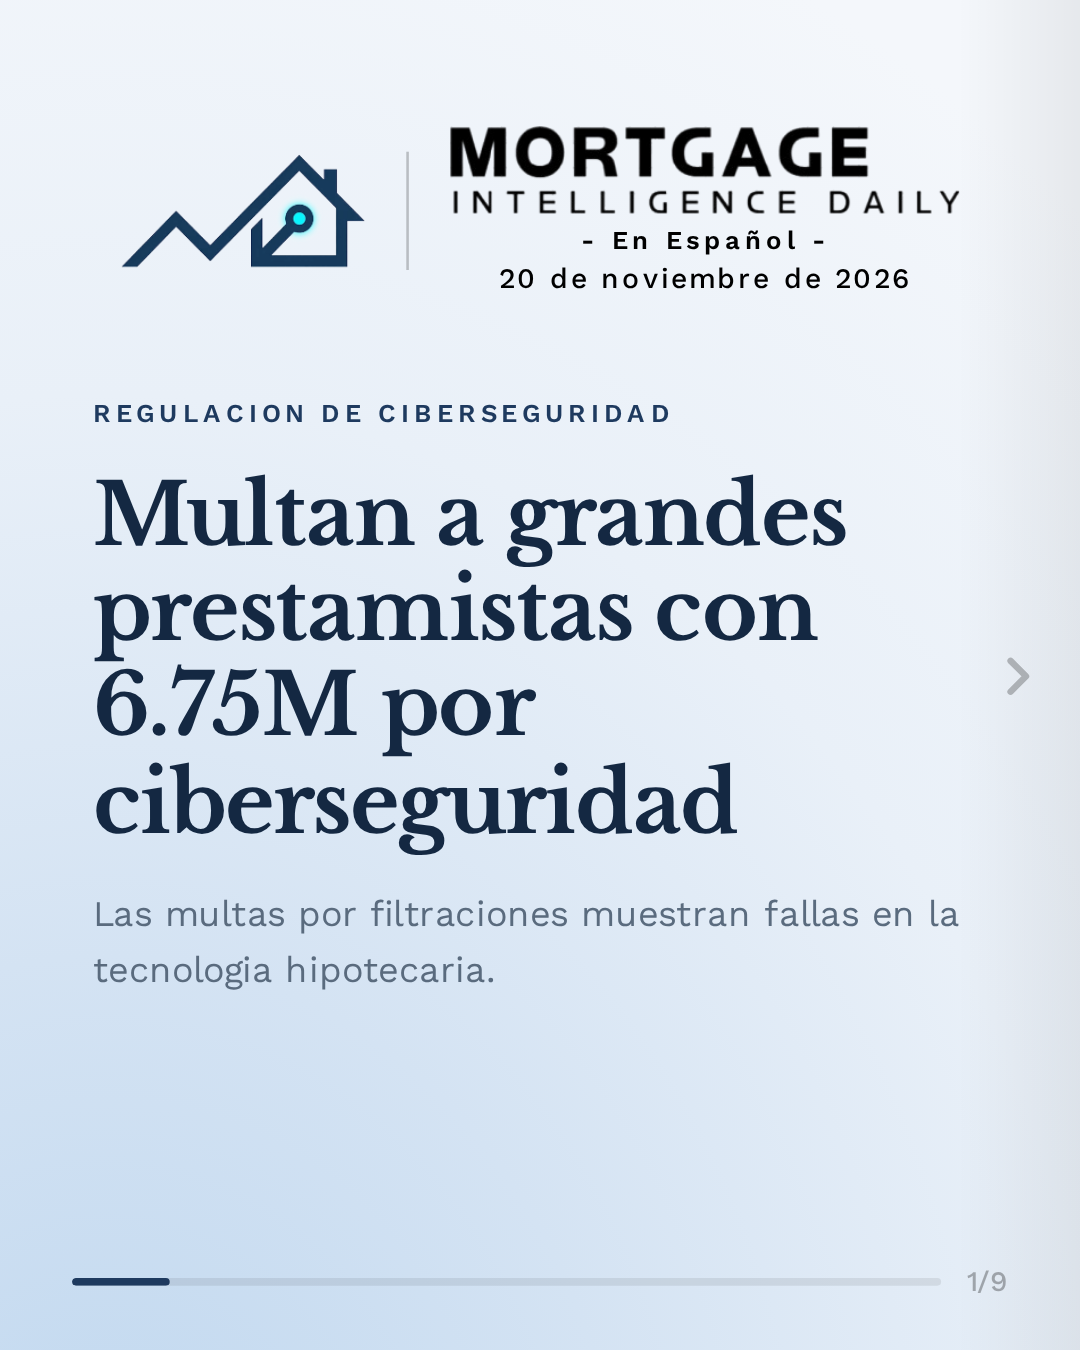 MORTGAGE
INTELLIGENCE DAILY
- En Español -
20 de noviembre de 2026
REGULACION DE CIBERSEGURIDAD
Multan a grandes
prestamistas con
6.75M por
ciberseguridad
Las multas por filtraciones muestran fallas en la
tecnologia hipotecaria.
1/9